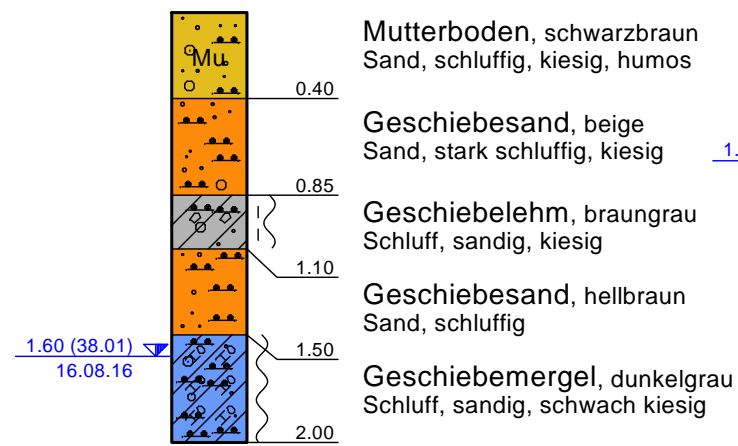 Mutterboden, schwarzbraun
Sand, schluffig, kiesig, humos
Mu
0.40
Geschiebesand, beige
Sand, stark schluffig, kiesig
1.
0.85
Geschiebelehm, braungrau
Schluff, sandig, kiesig
1.10
Geschiebesand, hellbraun
Sand, schluffig
1.60 (38.01)
16.08.16
1.50
Geschiebemergel, dunkelgrau
Schluff, sandig, schwach kiesig
2.00